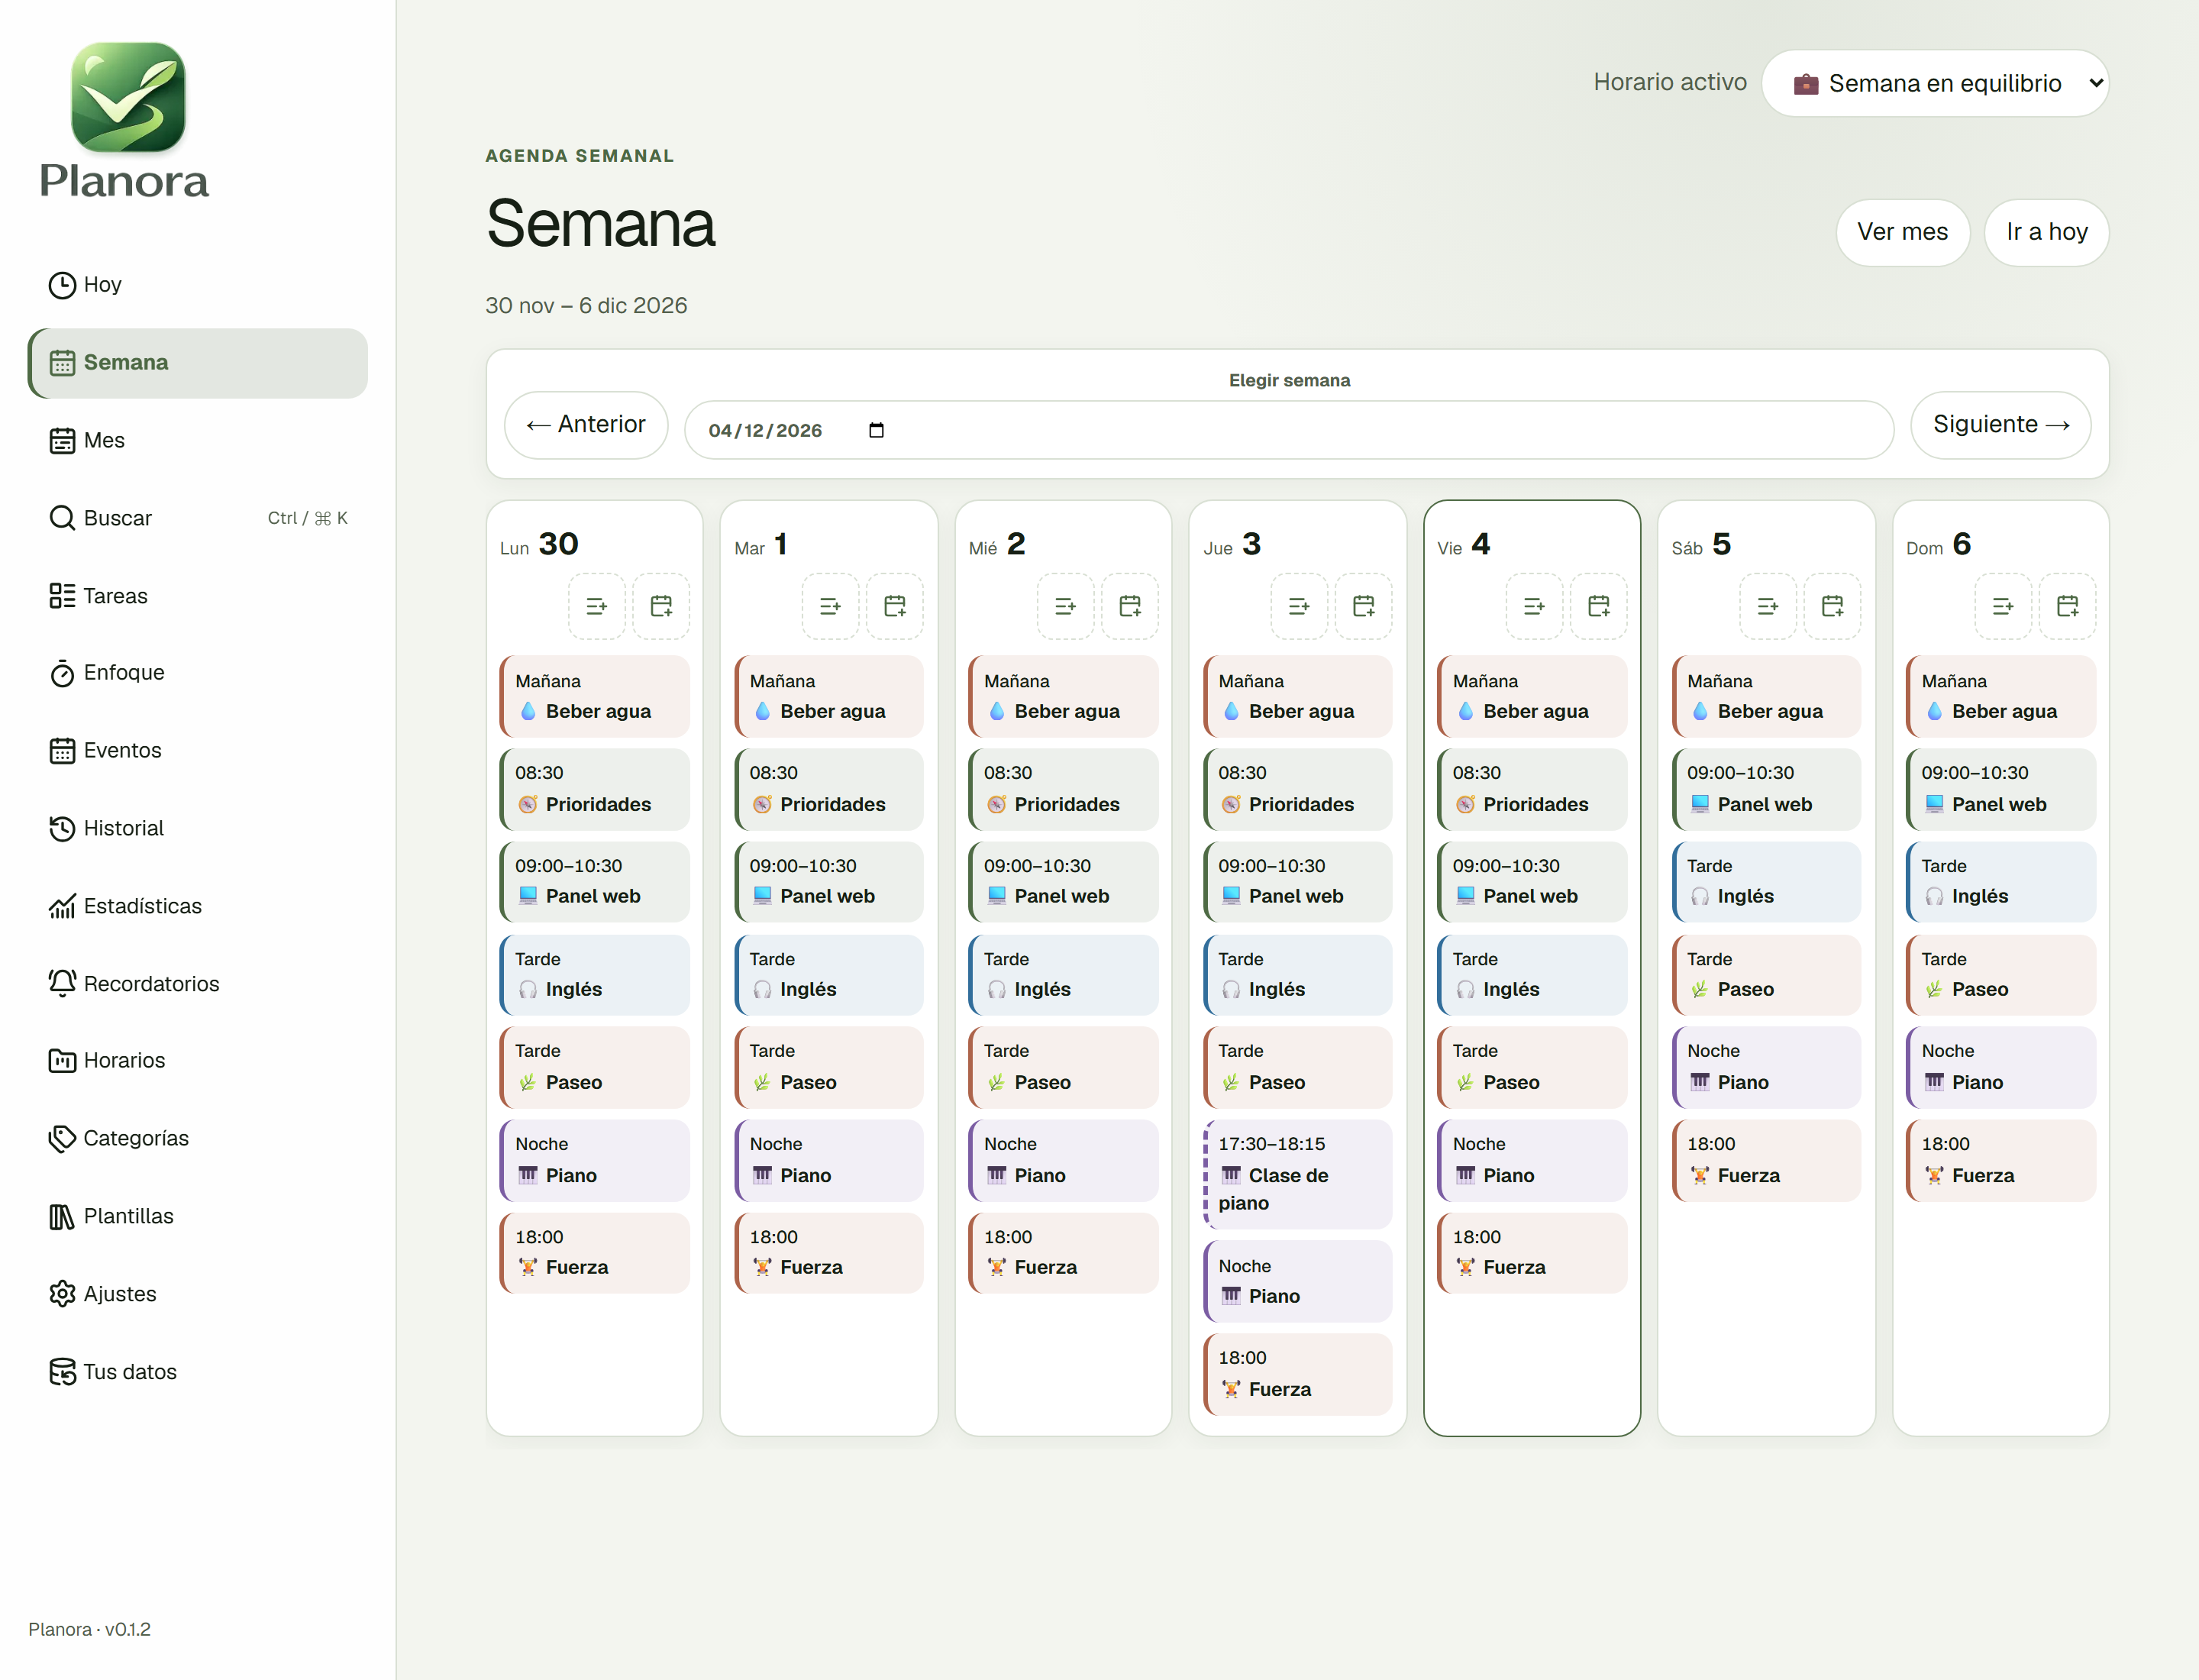 Planora
Hoy
Semana
Mes
Buscar Ctrl / ⌘ K
Tareas
Enfoque
Eventos
Historial
Estadísticas
Recordatorios
Horarios
Categorías
Plantillas
Ajustes
Tus datos
Planora · v0.1.2
Horario activo
Semana en equilibrio
AGENDA SEMANAL
Semana
Ver mes
Ir a hoy
30 nov – 6 dic 2026
Elegir semana
← Anterior
04/12/2026
Siguiente →
Lun 30
Mañana
Beber agua
08:30
Prioridades
09:00–10:30
Panel web
Tarde
Inglés
Tarde
Paseo
Noche
Piano
18:00
Fuerza
Mar 1
Mañana
Beber agua
08:30
Prioridades
09:00–10:30
Panel web
Tarde
Inglés
Tarde
Paseo
Noche
Piano
18:00
Fuerza
Mié 2
Mañana
Beber agua
08:30
Prioridades
09:00–10:30
Panel web
Tarde
Inglés
Tarde
Paseo
Noche
Piano
18:00
Fuerza
Jue 3
Mañana
Beber agua
08:30
Prioridades
09:00–10:30
Panel web
Tarde
Inglés
Tarde
Paseo
17:30–18:15
Clase de
piano
Noche
Piano
18:00
Fuerza
Vie 4
Mañana
Beber agua
08:30
Prioridades
09:00–10:30
Panel web
Tarde
Inglés
Tarde
Paseo
Noche
Piano
18:00
Fuerza
Sáb 5
Mañana
Beber agua
09:00–10:30
Panel web
Tarde
Inglés
Tarde
Paseo
Noche
Piano
18:00
Fuerza
Dom 6
Mañana
Beber agua
09:00–10:30
Panel web
Tarde
Inglés
Tarde
Paseo
Noche
Piano
18:00
Fuerza